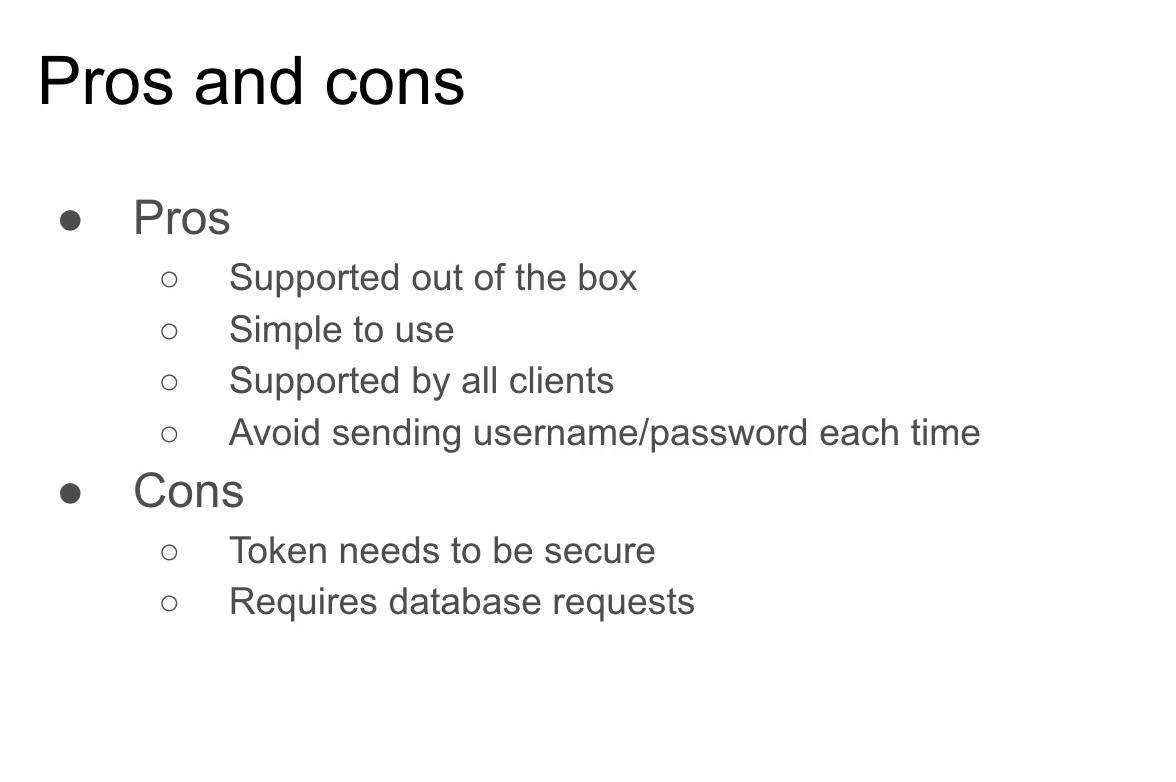 Pros and cons
● Pros
○ Supported out of the box
○ Simple to use
○ Supported by all clients
○ Avoid sending username/password each time
● Cons
○ Token needs to be secure
○ Requires database requests